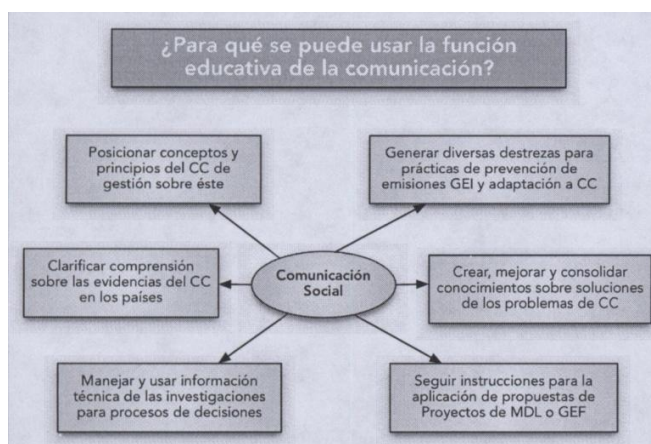 ¿Para qué se puede usar la función
educativa de la comunicación?
Posicionar conceptos y
principios del CC de
gestión sobre éste
Generar diversas destrezas para
prácticas de prevención de
emisiones GEI y adaptación a CC
Clarificar comprensión
sobre las evidencias del CC
en los países
Comunicación
Social
Crear, mejorar y consolidar
conocimientos sobre soluciones
de los problemas de CC
Manejar y usar información
técnica de las investigaciones
para procesos de decisiones
Seguir instrucciones para la
aplicación de propuestas de
Proyectos de MDL o GEF